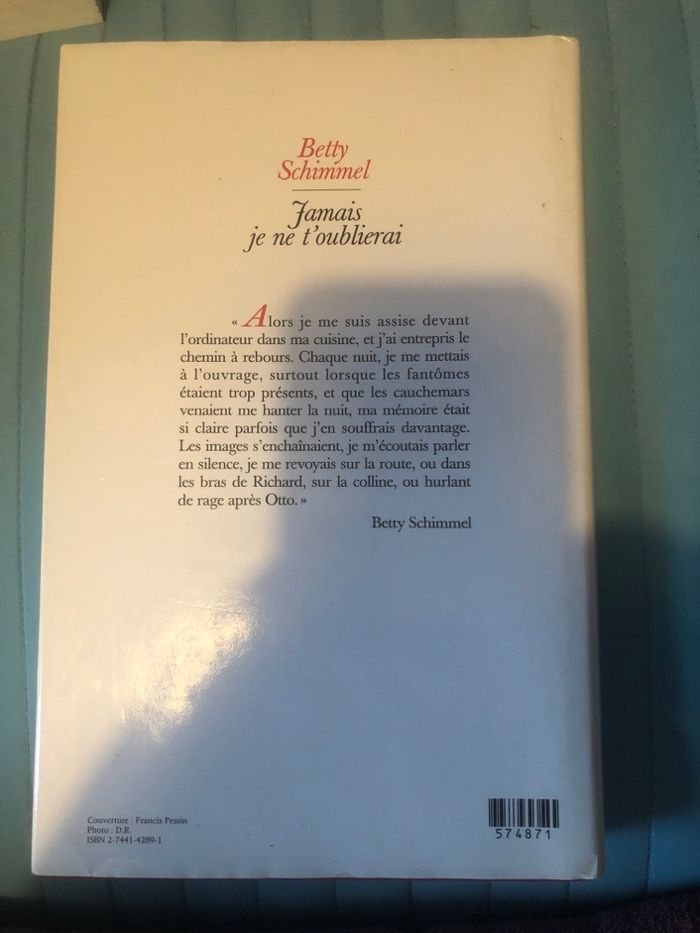 Betty
Schimmel
Jamais
je ne t'oublierai
« Alors je me suis assise devant
l'ordinateur dans ma cuisine, et j'ai entrepris le
chemin à rebours. Chaque nuit, je me mettais
à l'ouvrage, surtout lorsque les fantômes
étaient trop présents, et que les cauchemars
venaient me hanter la nuit, ma mémoire était
si claire parfois que j'en souffrais davantage.
Les images s'enchaînaient, je m'écoutais parler
en silence, je me revoyais sur la route, ou dans
les bras de Richard, sur la colline, ou hurlant
de rage après Otto. »
Betty Schimmel
Couverture : Francis Pessin
Photo : D.R.
ISBN 2-7441-4289-1
574871